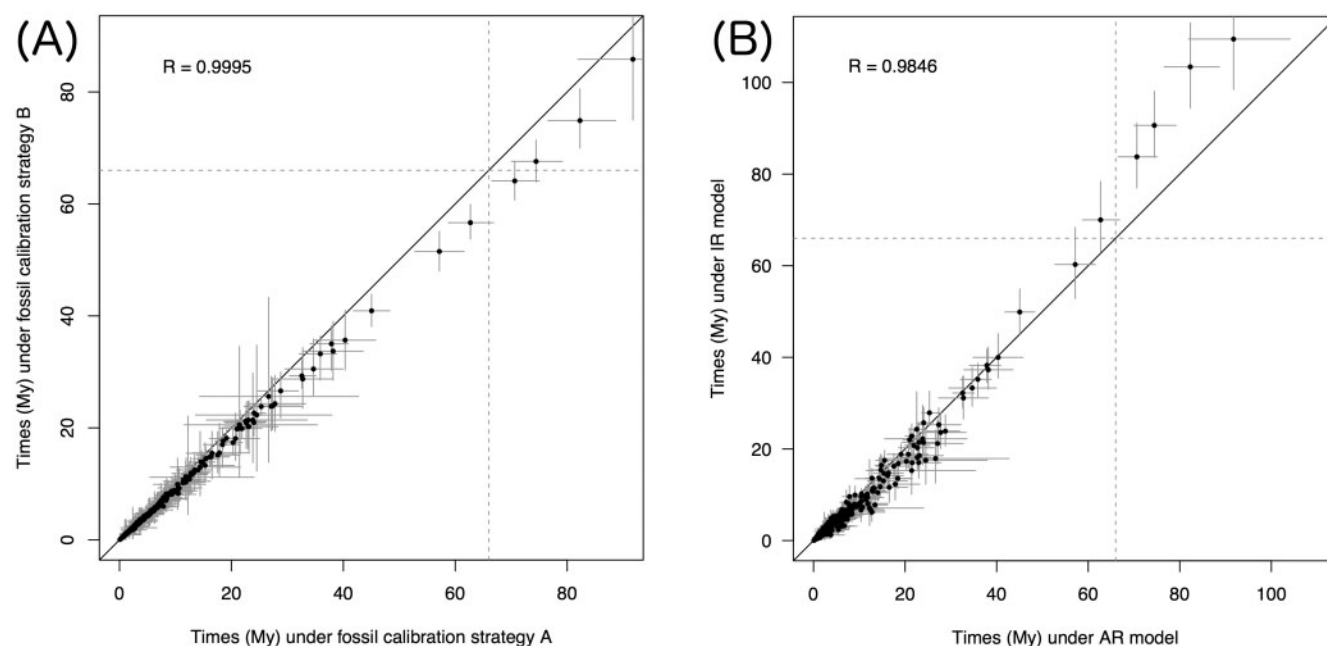 (A)
R = 0.9995
Times (My) under fossil calibration strategy B
80
60
40
20
0
0 20 40 60 80
Times (My) under fossil calibration strategy A
(B)
R = 0.9846
Times (My) under IR model
100
80
60
40
20
0
0 20 40 60 80 100
Times (My) under AR model